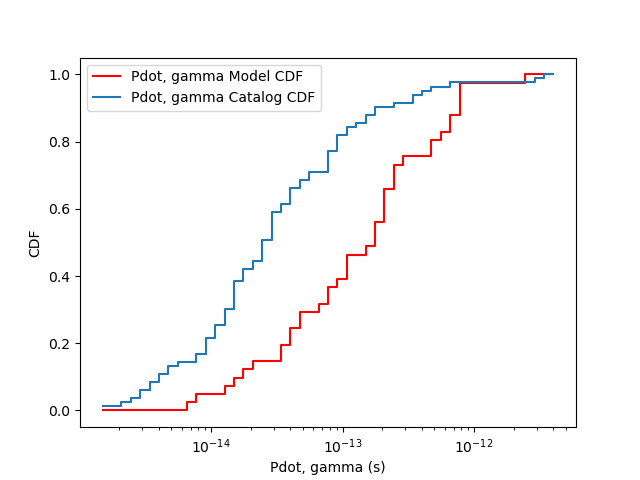 Pdot, gamma Model CDF
Pdot, gamma Catalog CDF
1.0
0.8
0.6
0.4
0.2
0.0
CDF
10⁻¹⁴
10⁻¹³
10⁻¹²
Pdot, gamma (s)